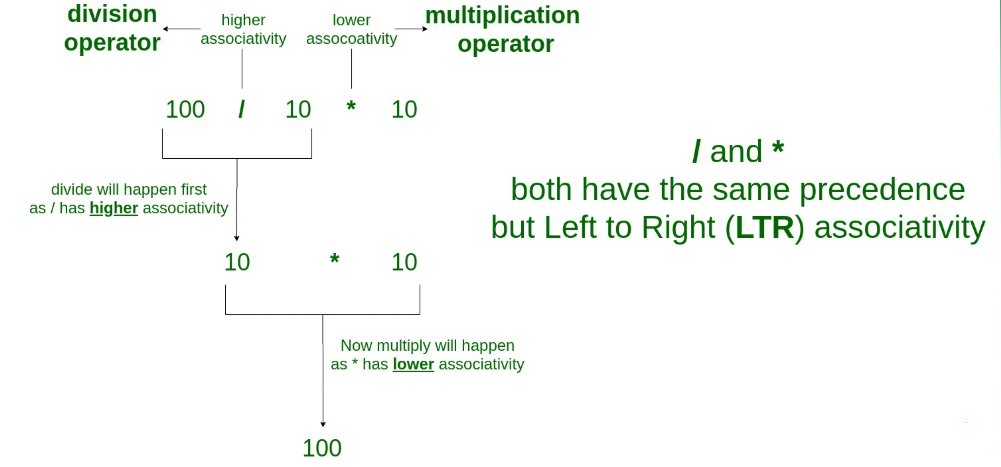 division
operator
higher
associativity
lower
assocoativity
multiplication
operator
100 / 10 * 10
/ and *
both have the same precedence
but Left to Right (LTR) associativity
divide will happen first
as / has higher associativity
10 * 10
Now multiply will happen
as * has lower associativity
100